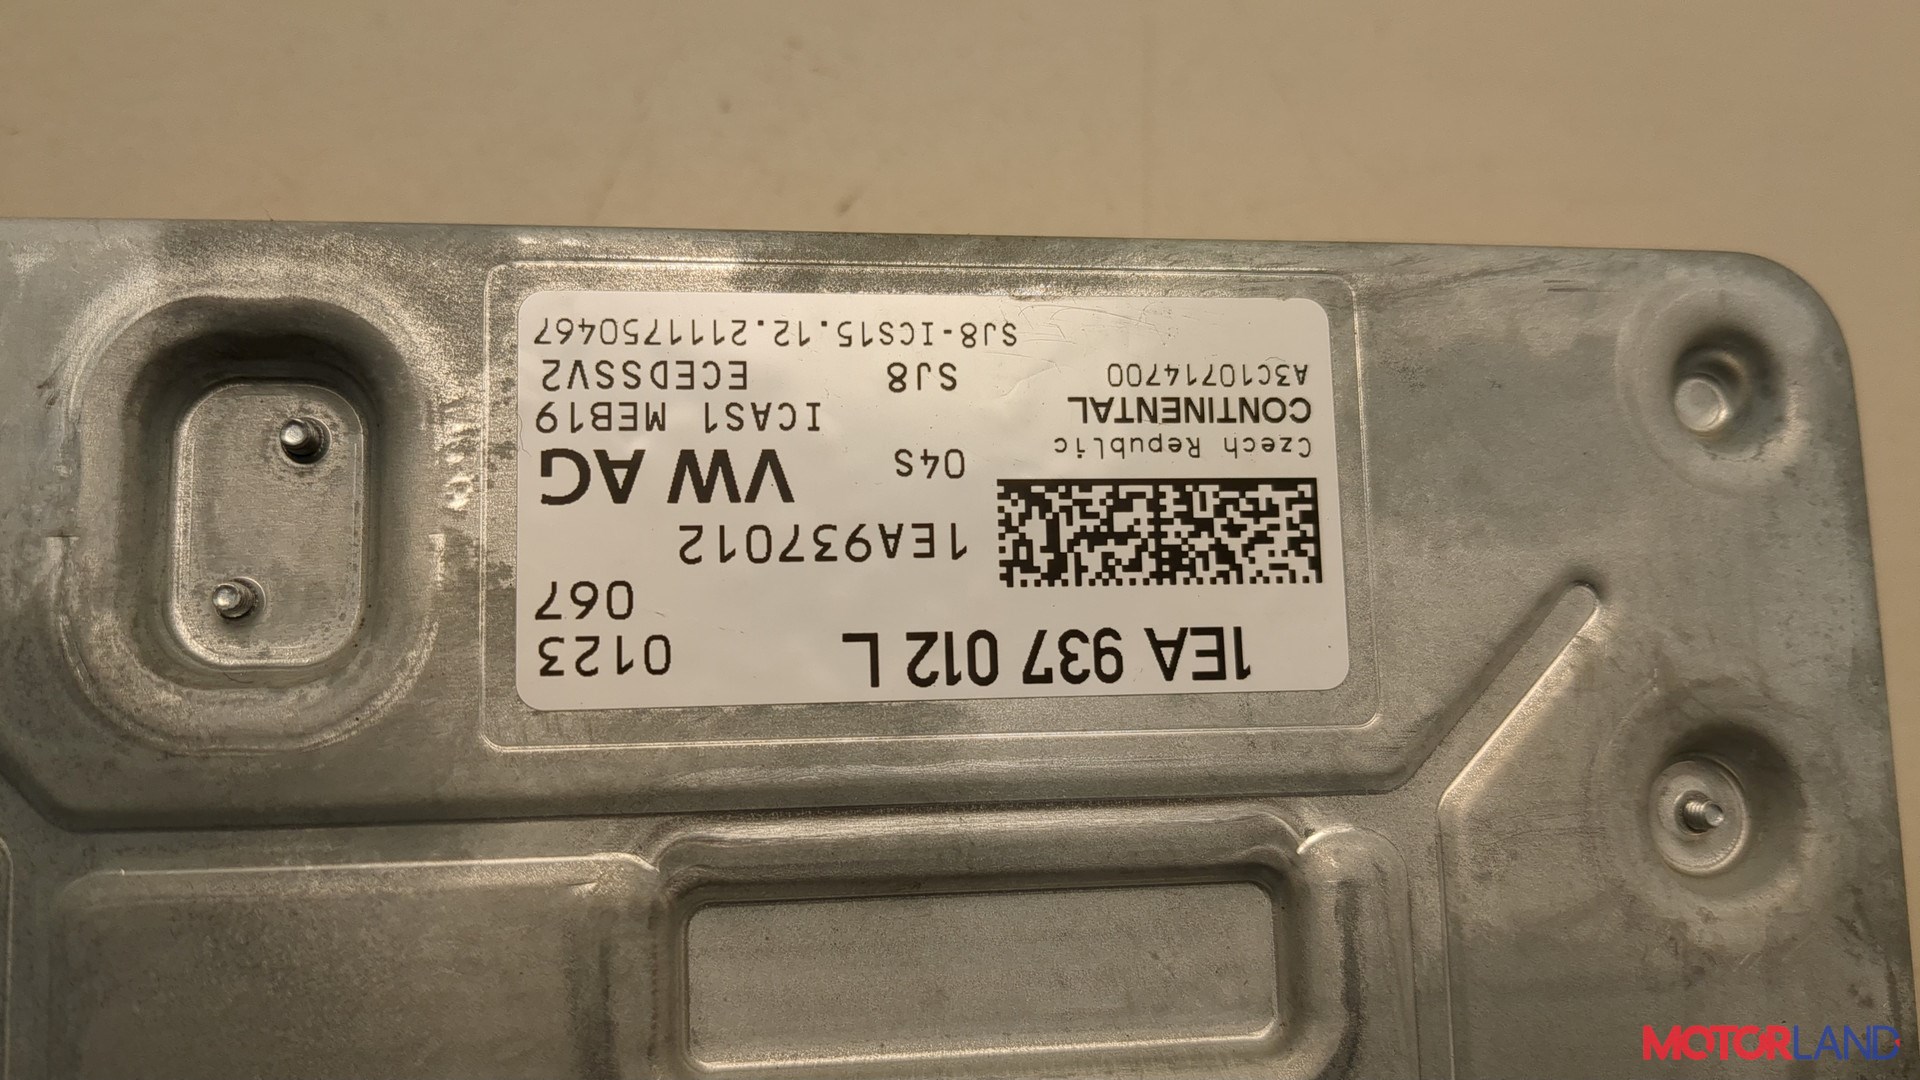 1EA 937 012 L 0123
067
1EA937012
04S VW AG
Czech Republic
CONTINENTAL ICAS1 MEB19
A3C10714700 SJ8 ECEDSSV2
SJ8-ICS15.12.2111750467
MOTORLAND